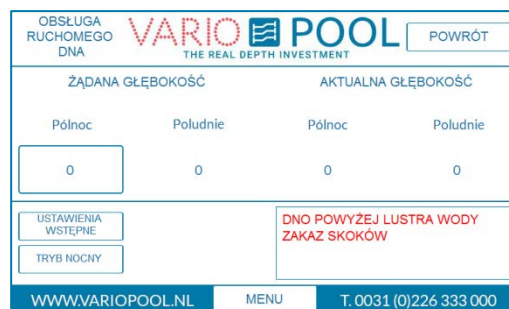 OBSŁUGA
RUCHOMEGO
DNA
VARIO POOL
THE REAL DEPTH INVESTMENT
POWRÓT
ŻĄDANA GŁĘBOKOŚĆ AKTUALNA GŁĘBOKOŚĆ
Północ Poludnie Północ Poludnie
0 0 0 0
USTAWIENIA
WSTĘPNE
TRYB NOCNY
DNO POWYŻEJ LUSTRA WODY
ZAKAZ SKOKÓW
WWW.VARIOPOOL.NL MENU T. 0031 (0)226 333 000